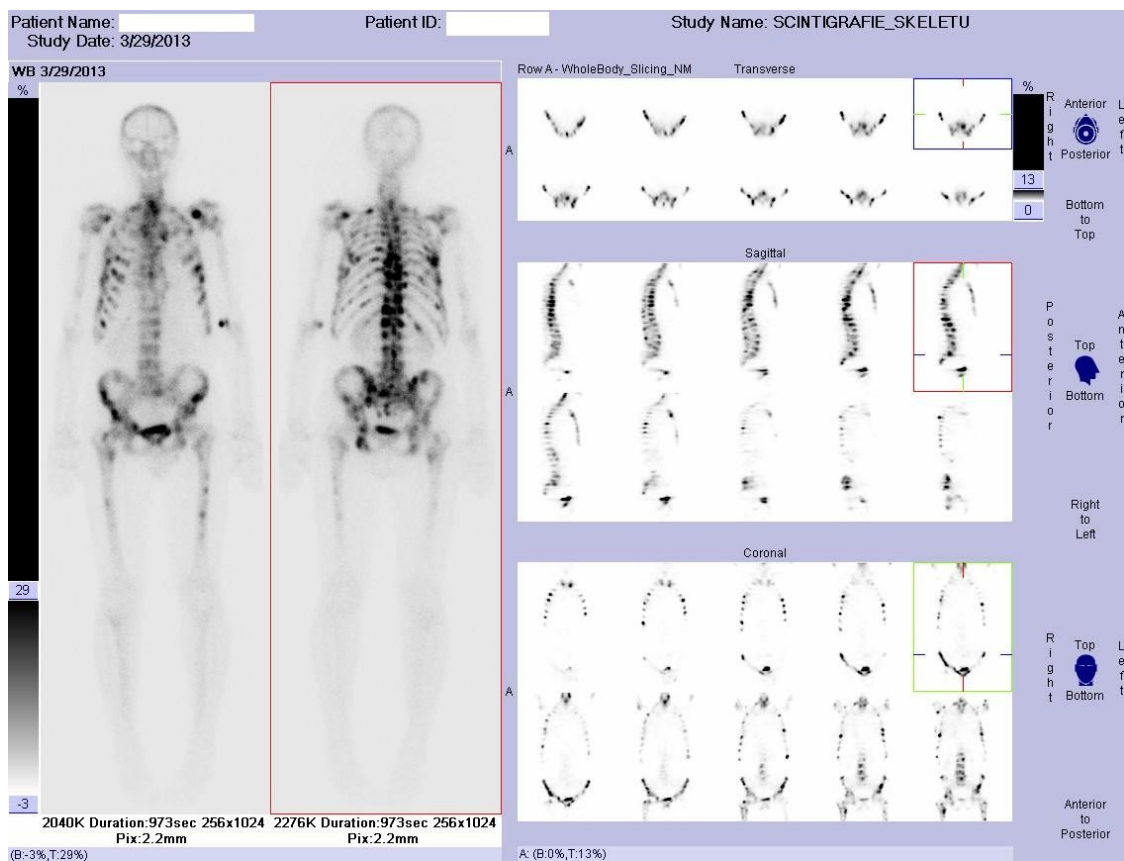 Patient Name: Patient ID: Study Name: SCINTIGRAFIE_SKELETU
Study Date: 3/29/2013
WB 3/29/2013
%
29
-3
2040K Duration:973sec 256x1024
Pix:2.2mm
2276K Duration:973sec 256x1024
Pix:2.2mm
(B:-3%,T:29%)
Row A - WholeBody_Slicing_NM Transverse
A
%
13
0
Right
Anterior
Posterior
Left
Bottom
to
Top
Sagittal
A
Posterior
Top
Bottom
Anterior
Right
to
Left
Coronal
A
Right
Top
Bottom
Left
Anterior
to
Posterior
A: (B:0%,T:13%)